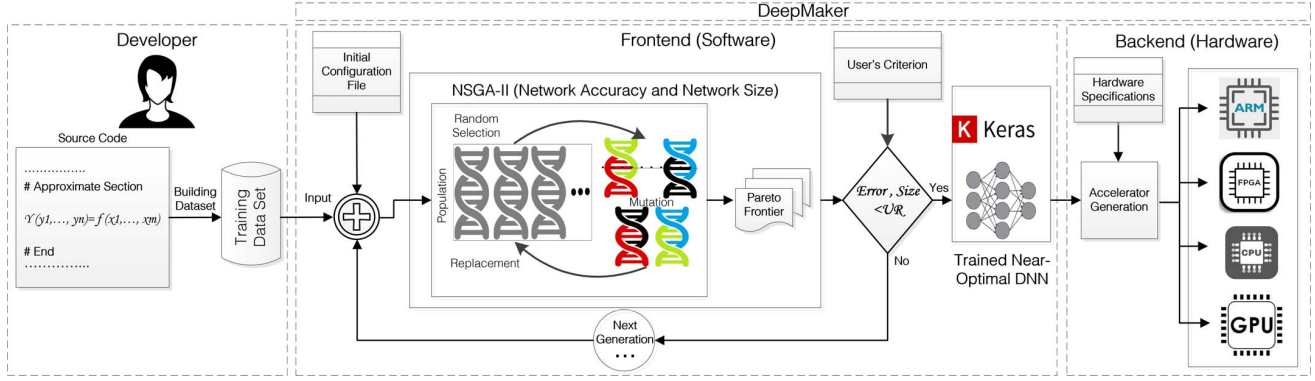 DeepMaker
Developer
Source Code
................
# Approximate Section
Y (y1,..., yn)= f (x1,..., xm)
# End
................
Building
Dataset
Training
Data Set
Input
Frontend (Software)
Initial
Configuration
File
NSGA-II (Network Accuracy and Network Size)
Random
Selection
Population
...
Mutation
Replacement
Pareto
Frontier
User's Criterion
Error , Size
<UR
Yes
No
Next
Generation
...
K Keras
Trained Near-
Optimal DNN
Backend (Hardware)
Hardware
Specifications
Accelerator
Generation
ARM
FPGA
CPU
GPU